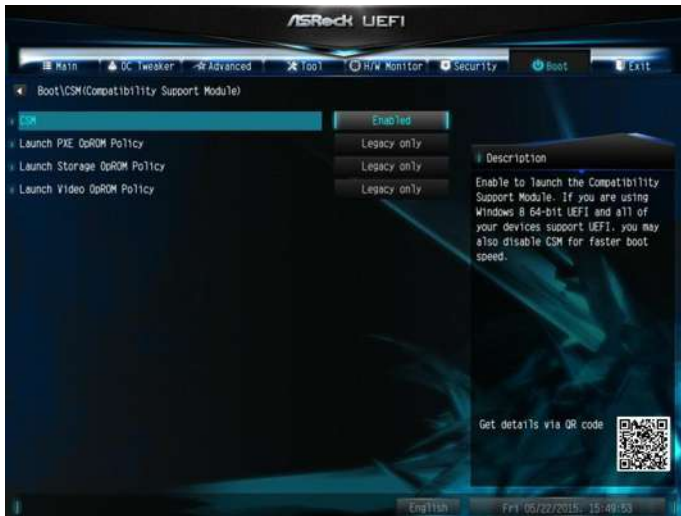 ASRock UEFI
Main OC Tweaker Advanced Tool H/W Monitor Security Boot Exit
Boot\CSM(Compatibility Support Module)
CSM Enabled
Launch PXE OpROM Policy Legacy only
Launch Storage OpROM Policy Legacy only
Launch Video OpROM Policy Legacy only
Description
Enable to launch the Compatibility
Support Module. If you are using
Windows 8 64-bit UEFI and all of
your devices support UEFI, you may
also disable CSM for faster boot
speed.
Get details via QR code
English Fri 05/22/2015, 15:49:53